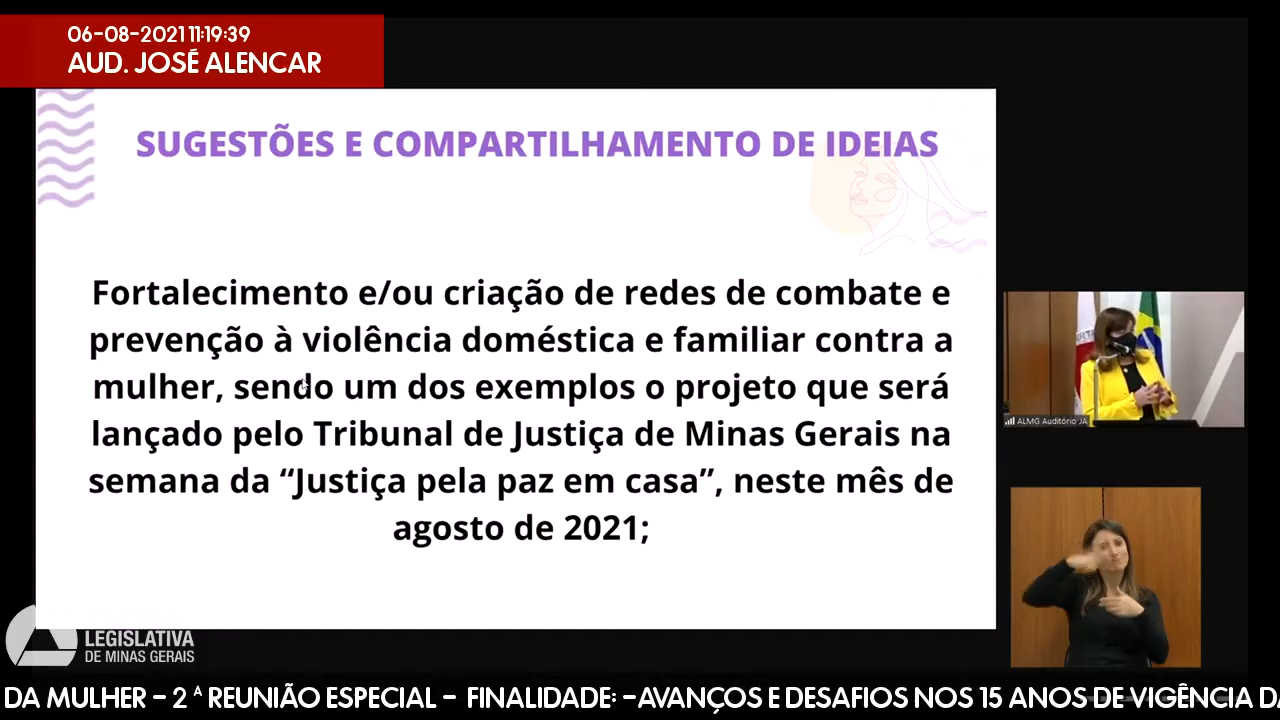 06-08-2021 11:19:39
AUD. JOSÉ ALENCAR
SUGESTÕES E COMPARTILHAMENTO DE IDEIAS
Fortalecimento e/ou criação de redes de combate e
prevenção à violência doméstica e familiar contra a
mulher, sendo um dos exemplos o projeto que será
lançado pelo Tribunal de Justiça de Minas Gerais na
semana da “Justiça pela paz em casa”, neste mês de
agosto de 2021;
ALMG Auditório JA
LEGISLATIVA
DE MINAS GERAIS
DA MULHER - 2ª REUNIÃO ESPECIAL - FINALIDADE: -AVANÇOS E DESAFIOS NOS 15 ANOS DE VIGÊNCIA DA